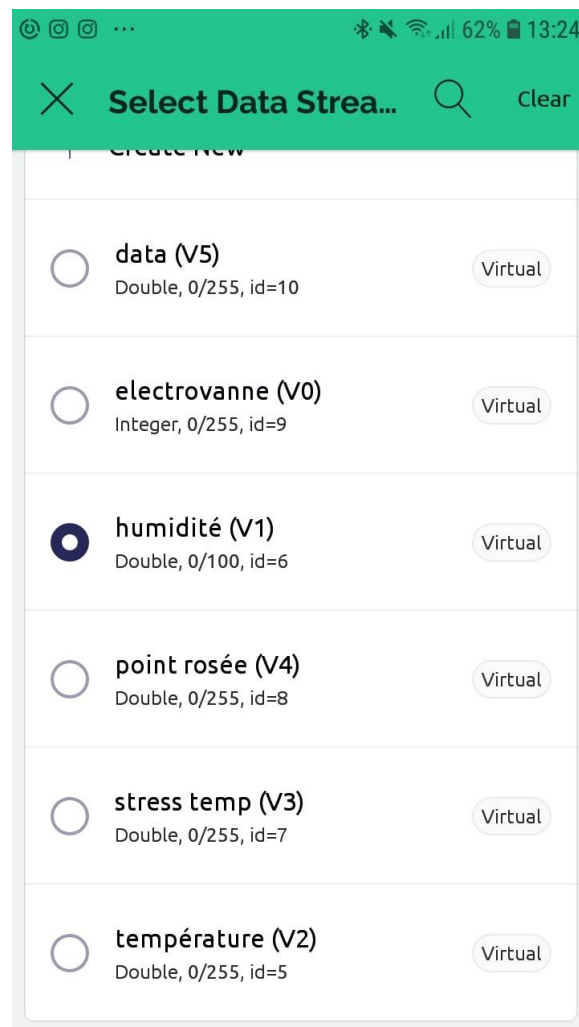 62% 13:24
Select Data Strea... Clear
Create New
data (V5)
Double, 0/255, id=10
Virtual
electrovanne (V0)
Integer, 0/255, id=9
Virtual
humidité (V1)
Double, 0/100, id=6
Virtual
point rosée (V4)
Double, 0/255, id=8
Virtual
stress temp (V3)
Double, 0/255, id=7
Virtual
température (V2)
Double, 0/255, id=5
Virtual